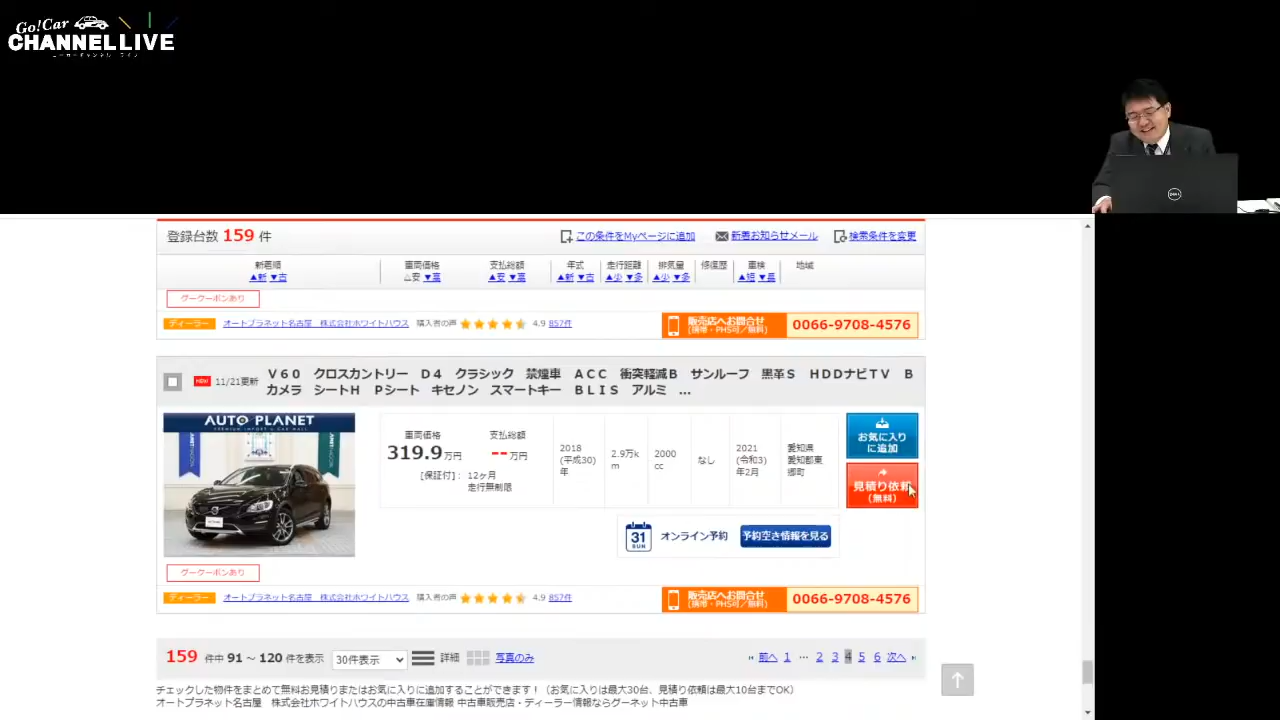 Go!Car
CHANNELLIVE
DELL
登録台数 159 件
この条件をMyページに追加
新着お知らせメール
検索条件を変更
新着順
▲新 ▼古
車両価格
△安 ▼高
支払総額
▲安 ▼高
年式
▲新 ▼古
走行距離
▲少 ▼多
排気量
▲少 ▼多
修復歴
車検
▲短 ▼長
地域
グークーポンあり
ディーラー オートプラネット名古屋 株式会社ホワイトハウス 購入者の声 4.9 857件
販売店へお問合せ
(携帯・PHS可／無料)
0066-9708-4576
NEW 11/21更新
V60 クロスカントリー D4 クラシック 禁煙車 ACC 衝突軽減B サンルーフ 黒革S HDDナビTV B
カメラ シートH Pシート キセノン スマートキー BLIS アルミ ...
AUTO PLANET
PREMIUM IMPORT CAR MALL
車両価格
319.9万円
支払総額
--万円
[保証付]： 12ヶ月
走行無制限
2018
(平成30)
年
2.9万k
m
2000
cc
なし
2021
(令和3)
年2月
愛知県
愛知郡東
郷町
お気に入り
に追加
見積り依頼
(無料)
31
SUN
オンライン予約
予約空き情報を見る
グークーポンあり
ディーラー オートプラネット名古屋 株式会社ホワイトハウス 購入者の声 4.9 857件
販売店へお問合せ
(携帯・PHS可／無料)
0066-9708-4576
159 件中 91 ～ 120 件を表示 30件表示 詳細 写真のみ
前へ 1 … 2 3 4 5 6 次へ
チェックした物件をまとめて無料お見積りまたはお気に入りに追加することができます！（お気に入りは最大30台、見積り依頼は最大10台までOK）
オートプラネット名古屋 株式会社ホワイトハウスの中古車在庫情報 中古車販売店・ディーラー情報ならグーネット中古車